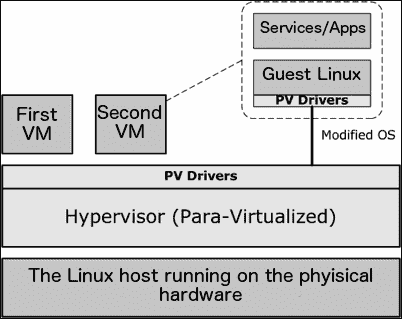 Services/Apps
Guest Linux
PV Drivers
First
VM
Second
VM
Modified OS
PV Drivers
Hypervisor (Para-Virtualized)
The Linux host running on the phyisical
hardware